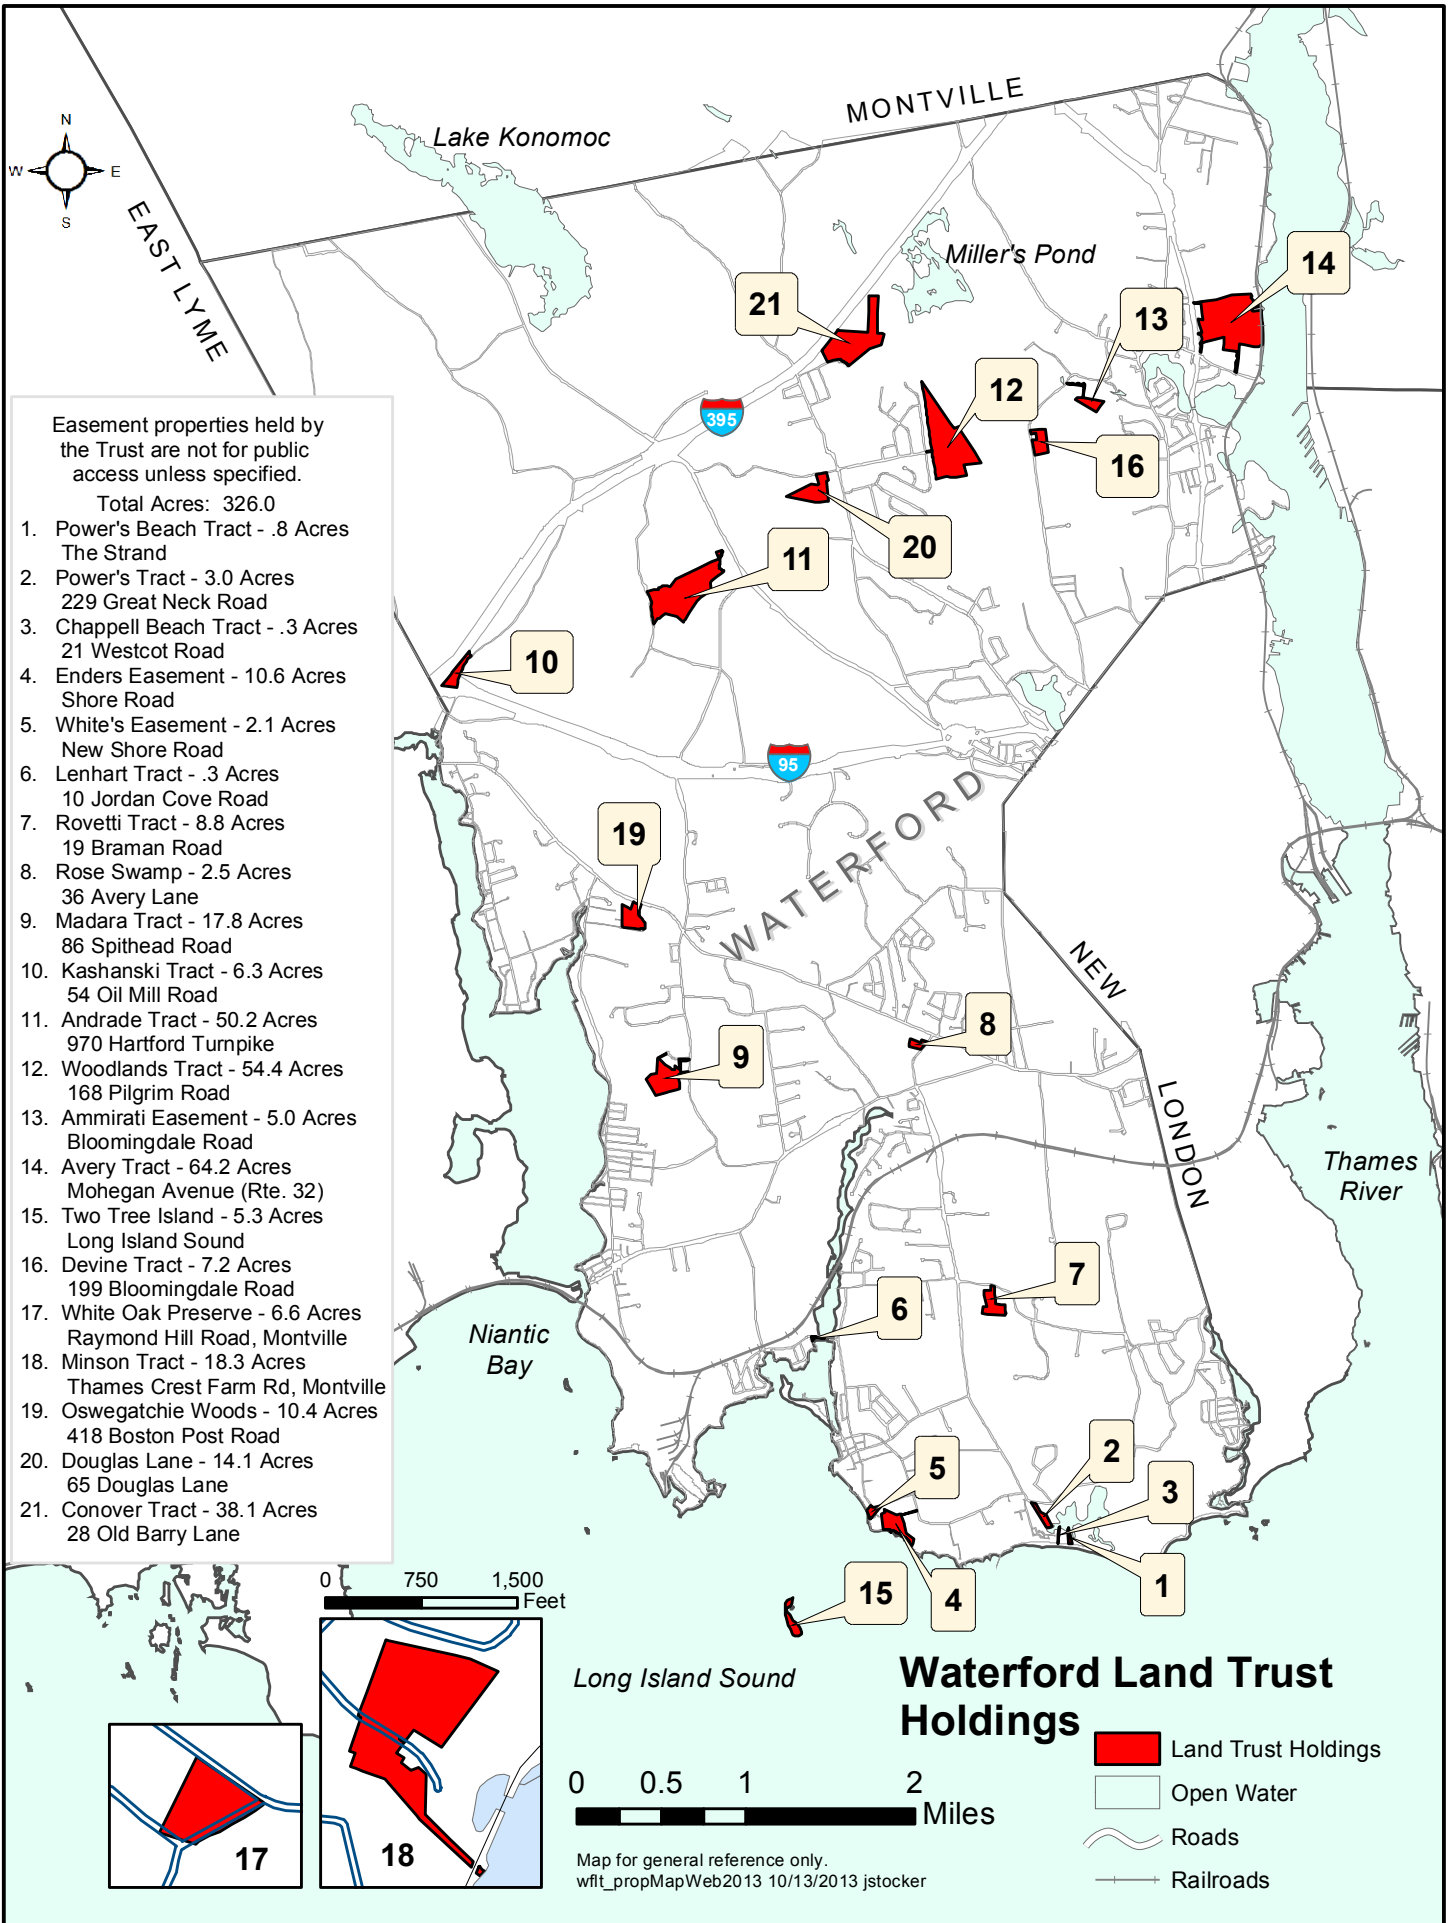 MONTVILLE
Lake Konomoc
N
W E
S
EAST LYME
Miller's Pond
14
21
13
12
395
16
20
11
10
95
19
WATERFORD
NEW
LONDON
8
9
Thames
River
7
6
Niantic
Bay
5
2
3
1
4
15
Easement properties held by
the Trust are not for public
access unless specified.
Total Acres: 326.0
1. Power's Beach Tract - .8 Acres
The Strand
2. Power's Tract - 3.0 Acres
229 Great Neck Road
3. Chappell Beach Tract - .3 Acres
21 Westcot Road
4. Enders Easement - 10.6 Acres
Shore Road
5. White's Easement - 2.1 Acres
New Shore Road
6. Lenhart Tract - .3 Acres
10 Jordan Cove Road
7. Rovetti Tract - 8.8 Acres
19 Braman Road
8. Rose Swamp - 2.5 Acres
36 Avery Lane
9. Madara Tract - 17.8 Acres
86 Spithead Road
10. Kashanski Tract - 6.3 Acres
54 Oil Mill Road
11. Andrade Tract - 50.2 Acres
970 Hartford Turnpike
12. Woodlands Tract - 54.4 Acres
168 Pilgrim Road
13. Ammirati Easement - 5.0 Acres
Bloomingdale Road
14. Avery Tract - 64.2 Acres
Mohegan Avenue (Rte. 32)
15. Two Tree Island - 5.3 Acres
Long Island Sound
16. Devine Tract - 7.2 Acres
199 Bloomingdale Road
17. White Oak Preserve - 6.6 Acres
Raymond Hill Road, Montville
18. Minson Tract - 18.3 Acres
Thames Crest Farm Rd, Montville
19. Oswegatchie Woods - 10.4 Acres
418 Boston Post Road
20. Douglas Lane - 14.1 Acres
65 Douglas Lane
21. Conover Tract - 38.1 Acres
28 Old Barry Lane
0 750 1,500
Feet
17
18
Long Island Sound
Waterford Land Trust
Holdings
Land Trust Holdings
Open Water
Roads
Railroads
0 0.5 1 2
Miles
Map for general reference only.
wflt_propMapWeb2013 10/13/2013 jstocker